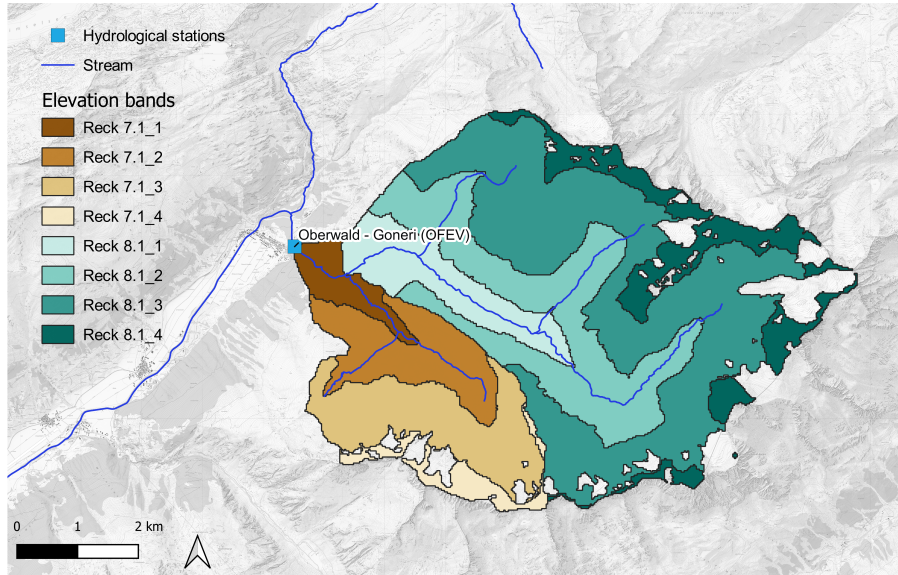 Hydrological stations
Stream
Elevation bands
Reck 7.1_1
Reck 7.1_2
Reck 7.1_3
Reck 7.1_4
Reck 8.1_1
Reck 8.1_2
Reck 8.1_3
Reck 8.1_4
Oberwald - Goneri (OFEV)
0 1 2 km